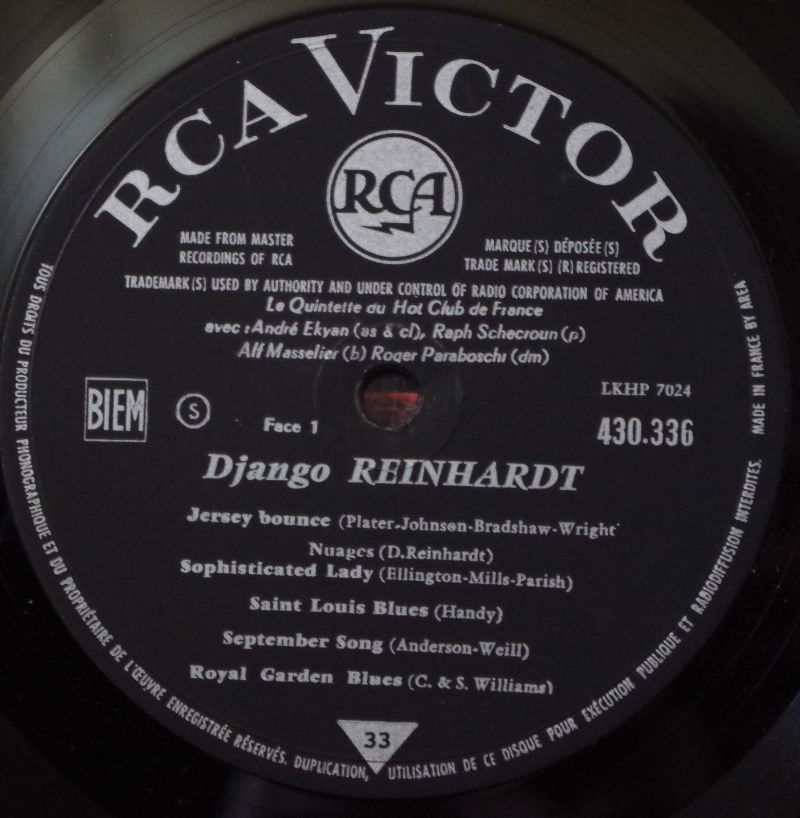 RCA VICTOR
RCA
MADE FROM MASTER
RECORDINGS OF RCA
MARQUE(S) DÉPOSÉE(S)
TRADE MARK(S) (R) REGISTERED
TRADEMARK(S) USED BY AUTHORITY AND UNDER CONTROL OF RADIO CORPORATION OF AMERICA
Le Quintette du Hot Club de France
avec : André Ekyan (as & cl), Raph Schecroun (p)
Alf Masselier (b) Roger Paraboschi (dm)
BIEM
S
Face 1
LKHP 7024
430.336
Django REINHARDT
Jersey bounce (Plater-Johnson-Bradshaw-Wright
Nuages (D.Reinhardt)
Sophisticated Lady (Ellington-Mills-Parish)
Saint Louis Blues (Handy)
September Song (Anderson-Weill)
Royal Garden Blues (C. & S. Williams)
33
TOUS DROITS DU PRODUCTEUR PHONOGRAPHIQUE ET DU PROPRIÉTAIRE DE L'ŒUVRE ENREGISTRÉE RÉSERVÉS. DUPLICATION, UTILISATION DE CE DISQUE POUR EXÉCUTION PUBLIQUE ET RADIODIFFUSION INTERDITES. MADE IN FRANCE BY AREA